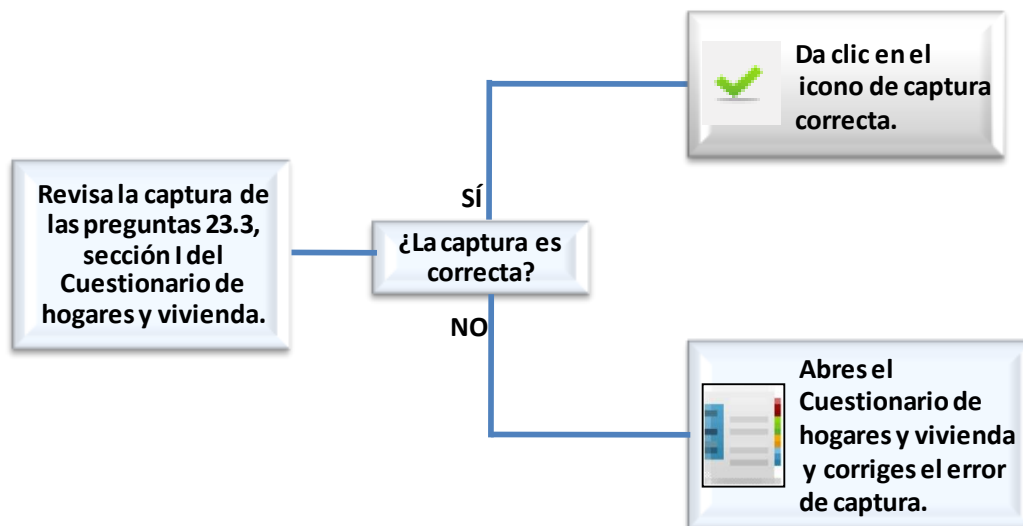 Revisa la captura de
las preguntas 23.3,
sección I del
Cuestionario de
hogares y vivienda.
¿La captura es
correcta?
SÍ
Da clic en el
icono de captura
correcta.
NO
Abres el
Cuestionario de
hogares y vivienda
y corriges el error
de captura.